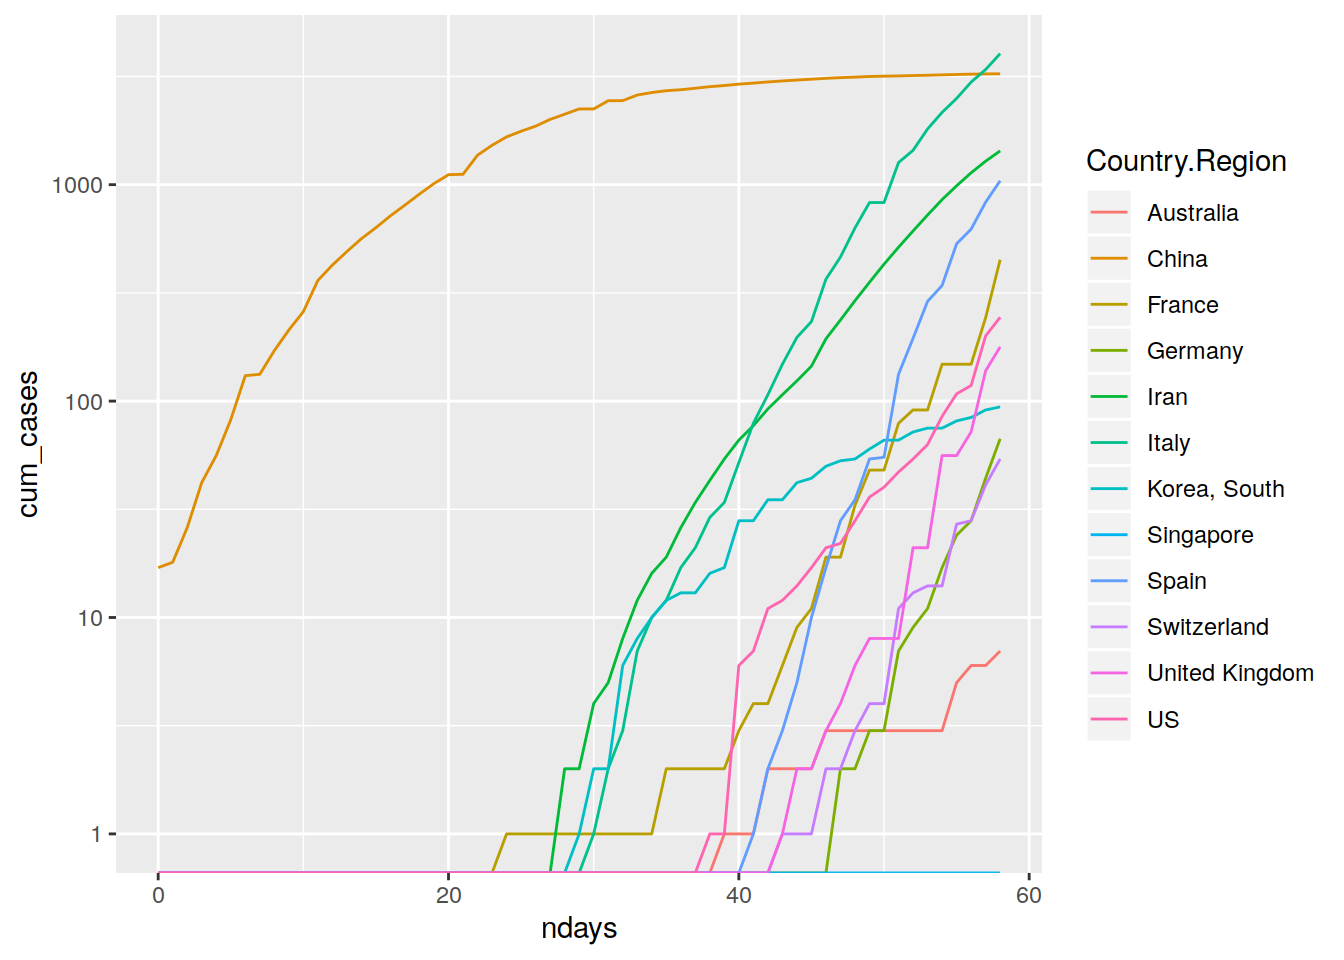 1000
100
10
1
cum_cases
0
20
40
60
ndays
Country.Region
Australia
China
France
Germany
Iran
Italy
Korea, South
Singapore
Spain
Switzerland
United Kingdom
US